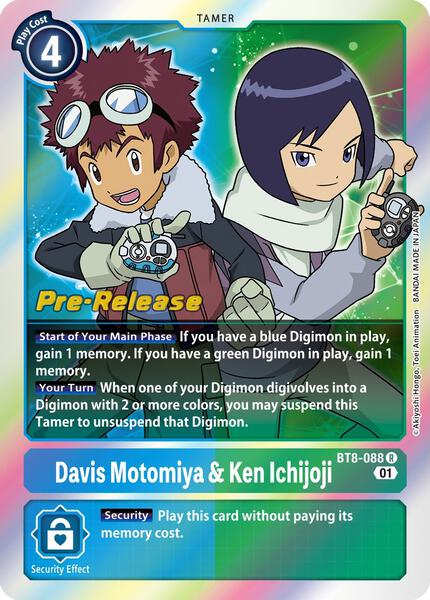 TAMER
Play Cost
4
Pre-Release
Start of Your Main Phase If you have a blue Digimon in play,
gain 1 memory. If you have a green Digimon in play, gain 1
memory.
Your Turn When one of your Digimon digivolves into a
Digimon with 2 or more colors, you may suspend this
Tamer to unsuspend that Digimon.
©Akiyoshi Hongo, Toei Animation BANDAI MADE IN JAPAN
BT8-088 R
Davis Motomiya & Ken Ichijoji
01
Security Play this card without paying its
memory cost.
Security Effect